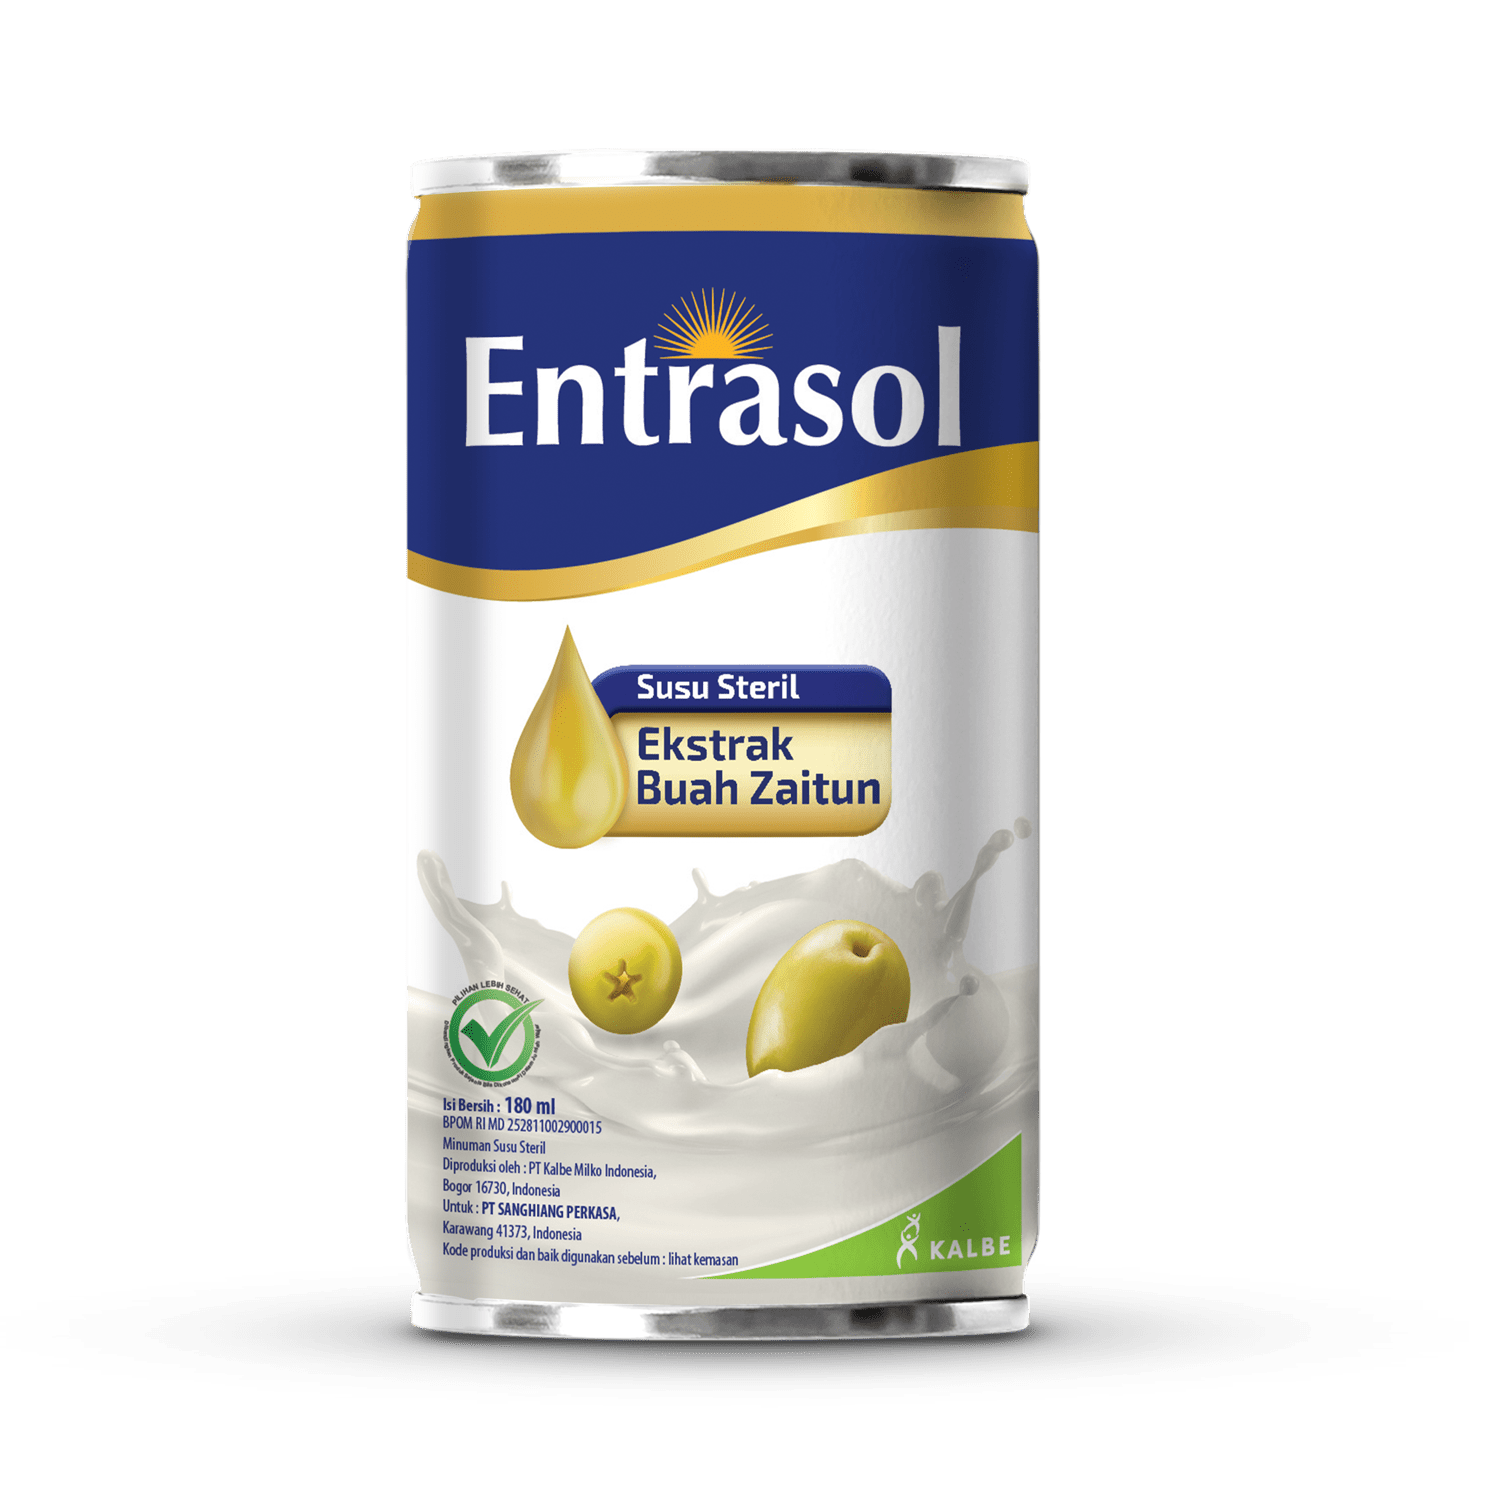 Entrasol
Susu Steril
Ekstrak
Buah Zaitun
PILIHAN LEBIH SEHAT
Isi Bersih : 180 ml
BPOM RI MD 252811002900015
Minuman Susu Steril
Diproduksi oleh : PT Kalbe Milko Indonesia,
Bogor 16730, Indonesia
Untuk : PT SANGHIANG PERKASA,
Karawang 41373, Indonesia
Kode produksi dan baik digunakan sebelum : lihat kemasan
KALBE